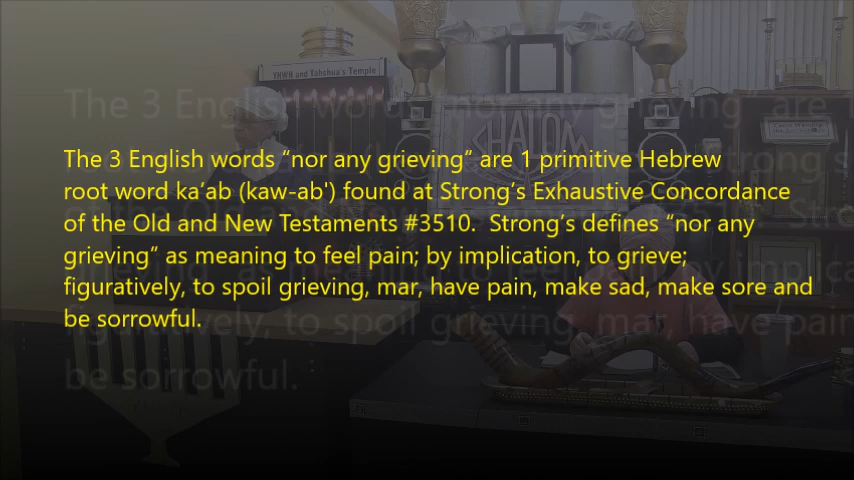 YHWH and Yahshua's Temple
SHALOM
The 3 English words “nor any grieving” are 1 primitive Hebrew
root word ka’ab (kaw-ab') found at Strong’s Exhaustive Concordance
of the Old and New Testaments #3510.  Strong’s defines “nor any
grieving” as meaning to feel pain; by implication, to grieve;
figuratively, to spoil grieving, mar, have pain, make sad, make sore and
be sorrowful.